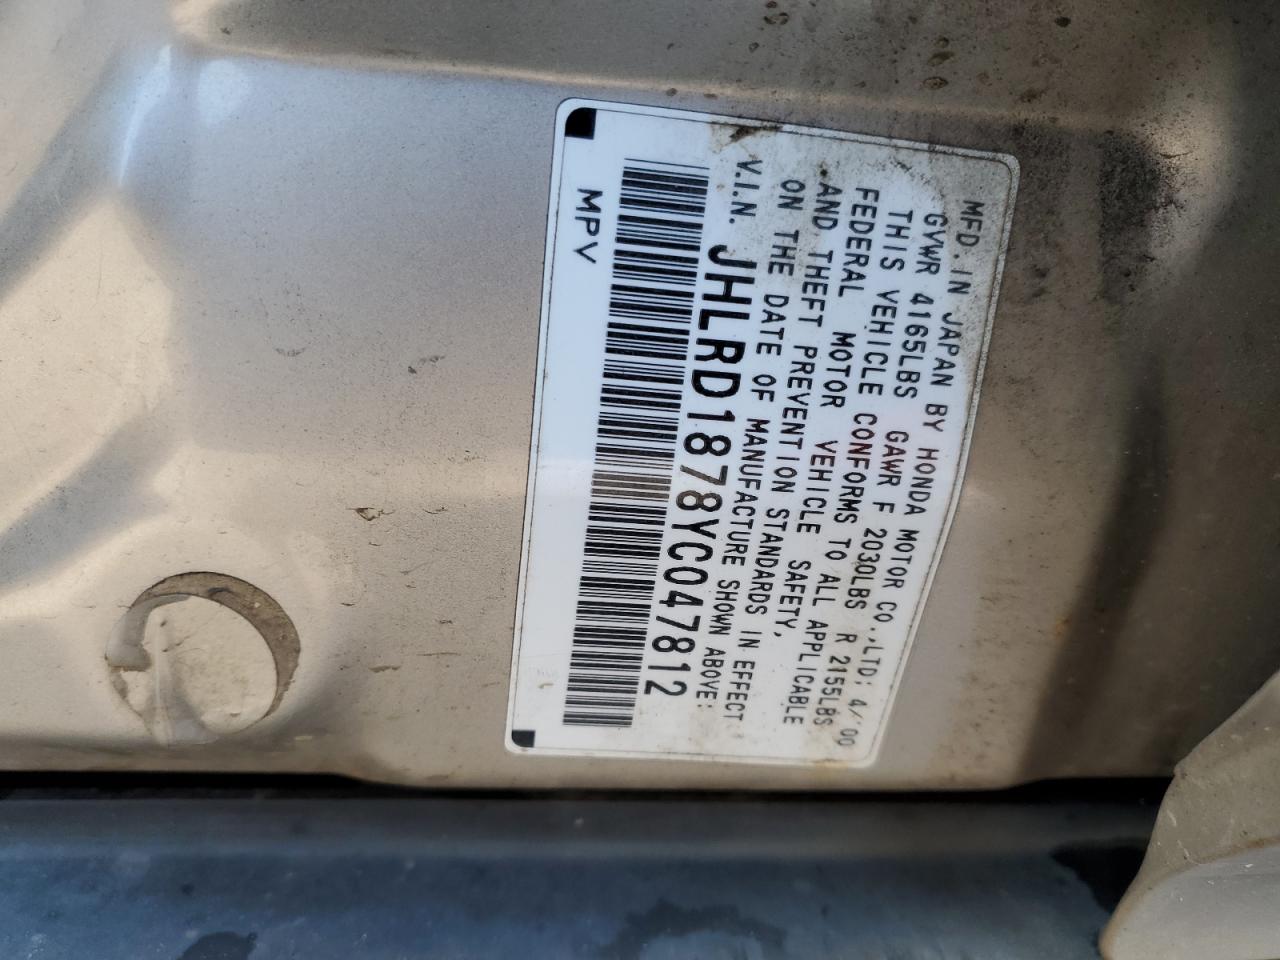 MFD. IN JAPAN BY HONDA MOTOR CO.,LTD; 4/'00
GVWR 4165LBS GAWR F 2030LBS R 2155LBS
THIS VEHICLE CONFORMS TO ALL APPLICABLE
FEDERAL MOTOR VEHICLE SAFETY,
AND THEFT PREVENTION STANDARDS IN EFFECT
ON THE DATE OF MANUFACTURE SHOWN ABOVE:
V.I.N. JHLRD1878YC047812
MPV